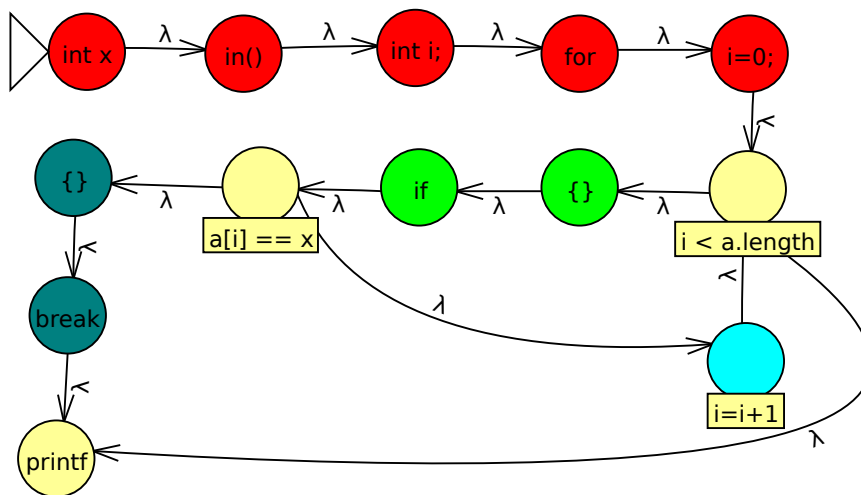 int x
λ
in()
λ
int i;
λ
for
λ
i=0;
λ
{}
λ
a[i] == x
λ
if
λ
{}
λ
i < a.length
λ
break
λ
λ
i=i+1
λ
printf
λ